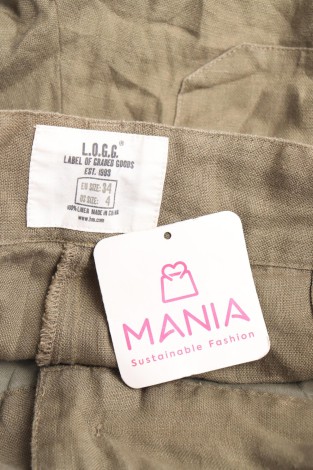 L.O.G.G.
LABEL OF GRADED GOODS
EST. 1593
EUR SIZE: 34
US SIZE: 4
100% LINEN MADE IN CHINA
www.hm.com
MANIA
Sustainable Fashion